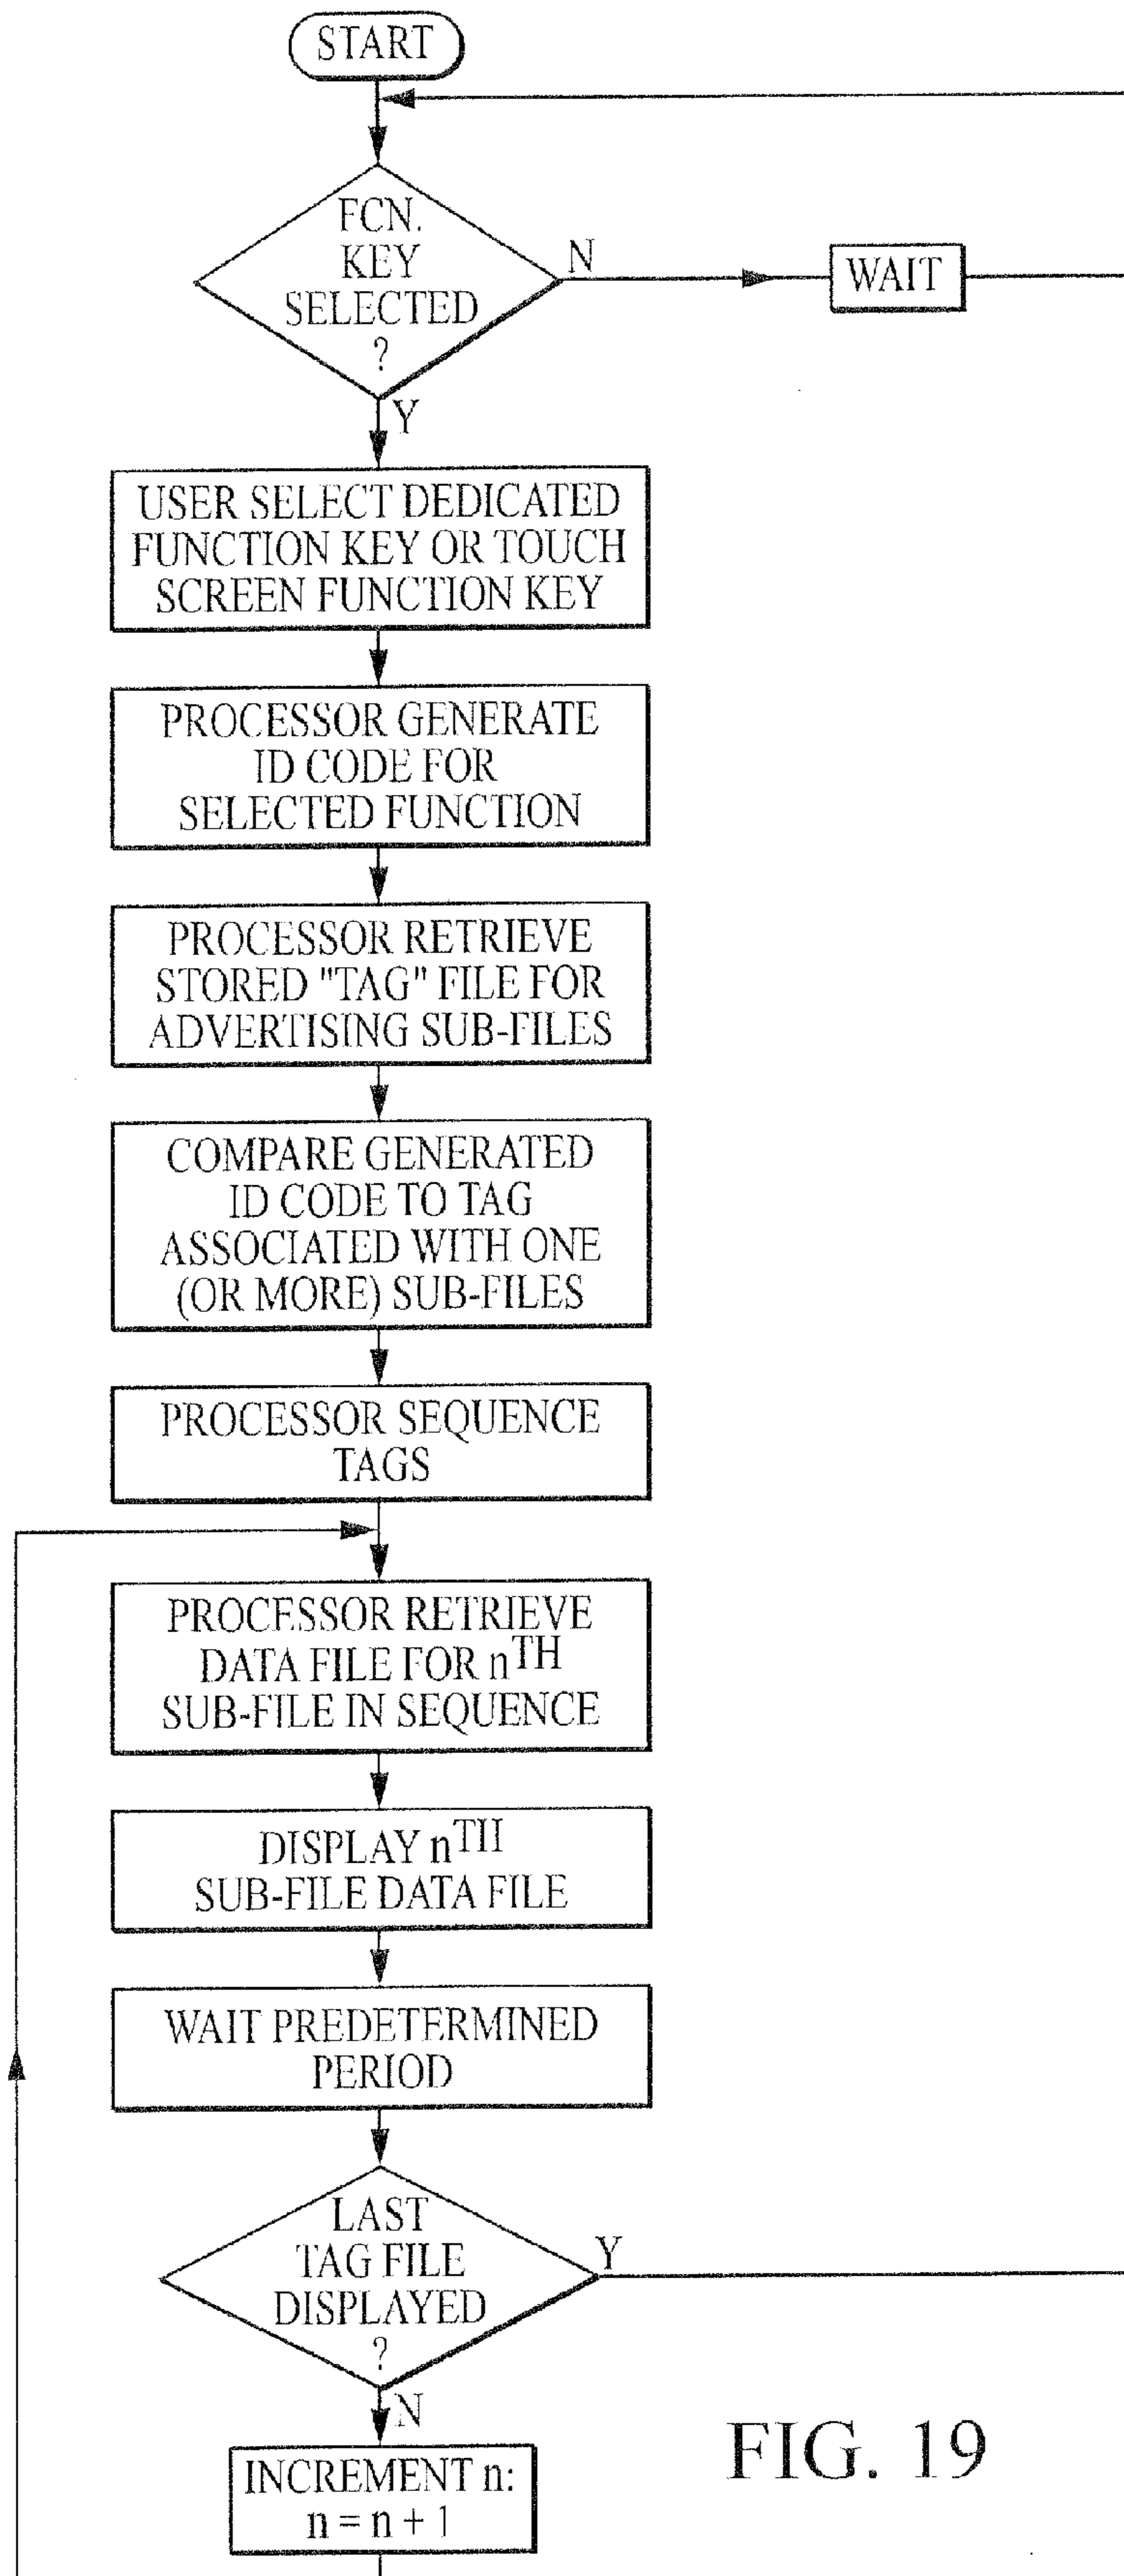 START
FCN.
KEY
SELECTED
?
N
WAIT
Y
USER SELECT DEDICATED
FUNCTION KEY OR TOUCH
SCREEN FUNCTION KEY
PROCESSOR GENERATE
ID CODE FOR
SELECTED FUNCTION
PROCESSOR RETRIEVE
STORED "TAG" FILE FOR
ADVERTISING SUB-FILES
COMPARE GENERATED
ID CODE TO TAG
ASSOCIATED WITH ONE
(OR MORE) SUB-FILES
PROCESSOR SEQUENCE
TAGS
PROCESSOR RETRIEVE
DATA FILE FOR nTH
SUB-FILE IN SEQUENCE
DISPLAY nTH
SUB-FILE DATA FILE
WAIT PREDETERMINED
PERIOD
LAST
TAG FILE
DISPLAYED
?
Y
N
INCREMENT n:
n = n + 1
FIG. 19